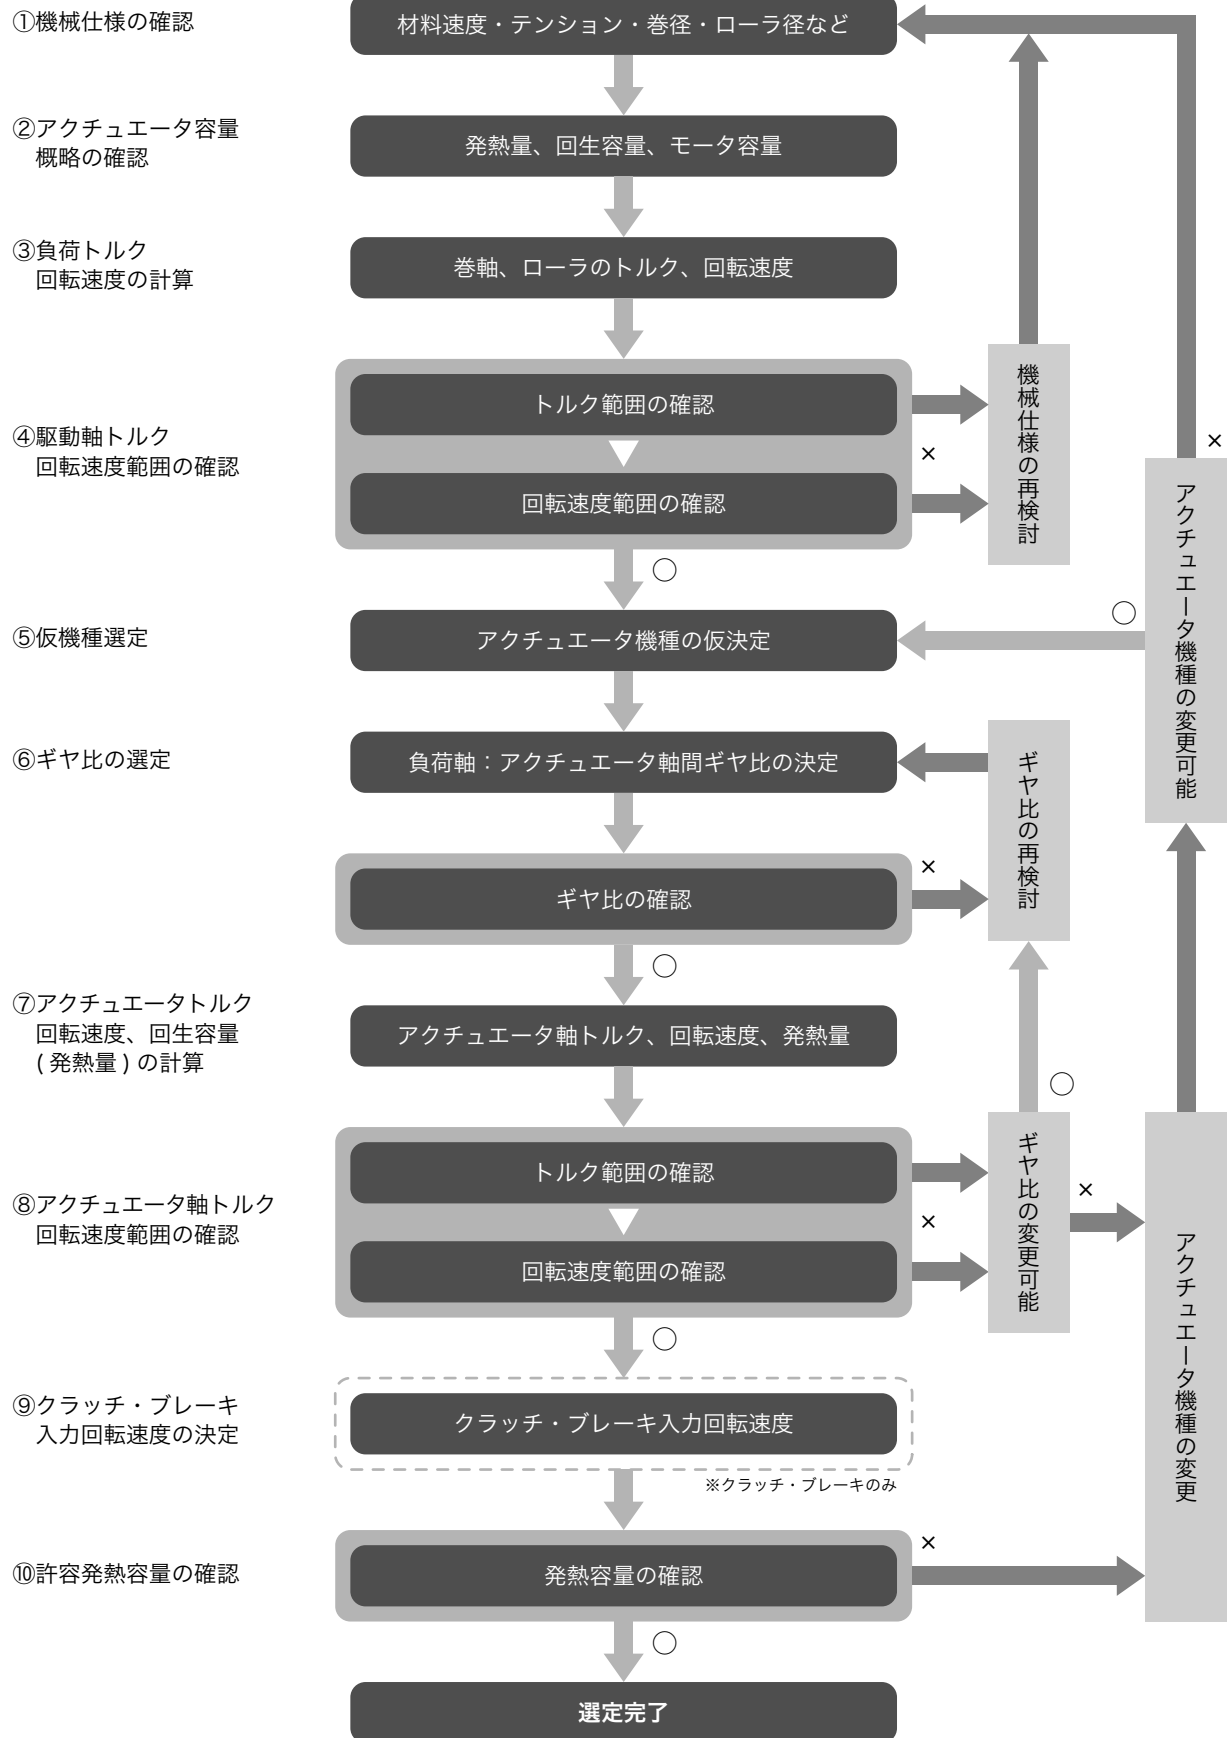 ①機械仕様の確認
材料速度・テンション・巻径・ローラ径など
②アクチュエータ容量
概略の確認
発熱量、回生容量、モータ容量
③負荷トルク
回転速度の計算
巻軸、ローラのトルク、回転速度
④駆動軸トルク
回転速度範囲の確認
トルク範囲の確認
×
回転速度範囲の確認
機械仕様の再検討
×
アクチュエータ機種の変更可能
○
⑤仮機種選定
アクチュエータ機種の仮決定
○
⑥ギヤ比の選定
負荷軸：アクチュエータ軸間ギヤ比の決定
ギヤ比の再検討
ギヤ比の確認
×
○
⑦アクチュエータトルク
回転速度、回生容量
( 発熱量 ) の計算
アクチュエータ軸トルク、回転速度、発熱量
○
⑧アクチュエータ軸トルク
回転速度範囲の確認
トルク範囲の確認
×
回転速度範囲の確認
ギヤ比の変更可能
×
アクチュエータ機種の変更
○
⑨クラッチ・ブレーキ
入力回転速度の決定
クラッチ・ブレーキ入力回転速度
※クラッチ・ブレーキのみ
⑩許容発熱容量の確認
発熱容量の確認
×
○
選定完了